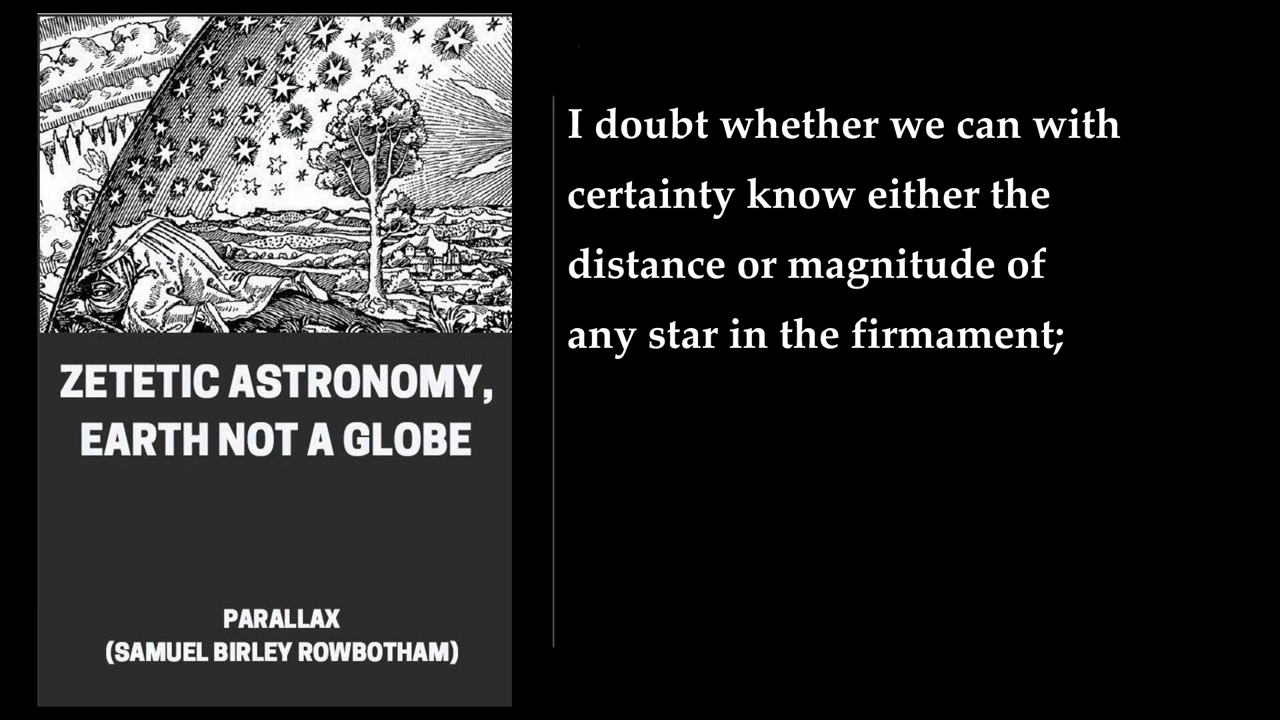 ZETETIC ASTRONOMY,
EARTH NOT A GLOBE
PARALLAX
(SAMUEL BIRLEY ROWBOTHAM)
I doubt whether we can with
certainty know either the
distance or magnitude of
any star in the firmament;